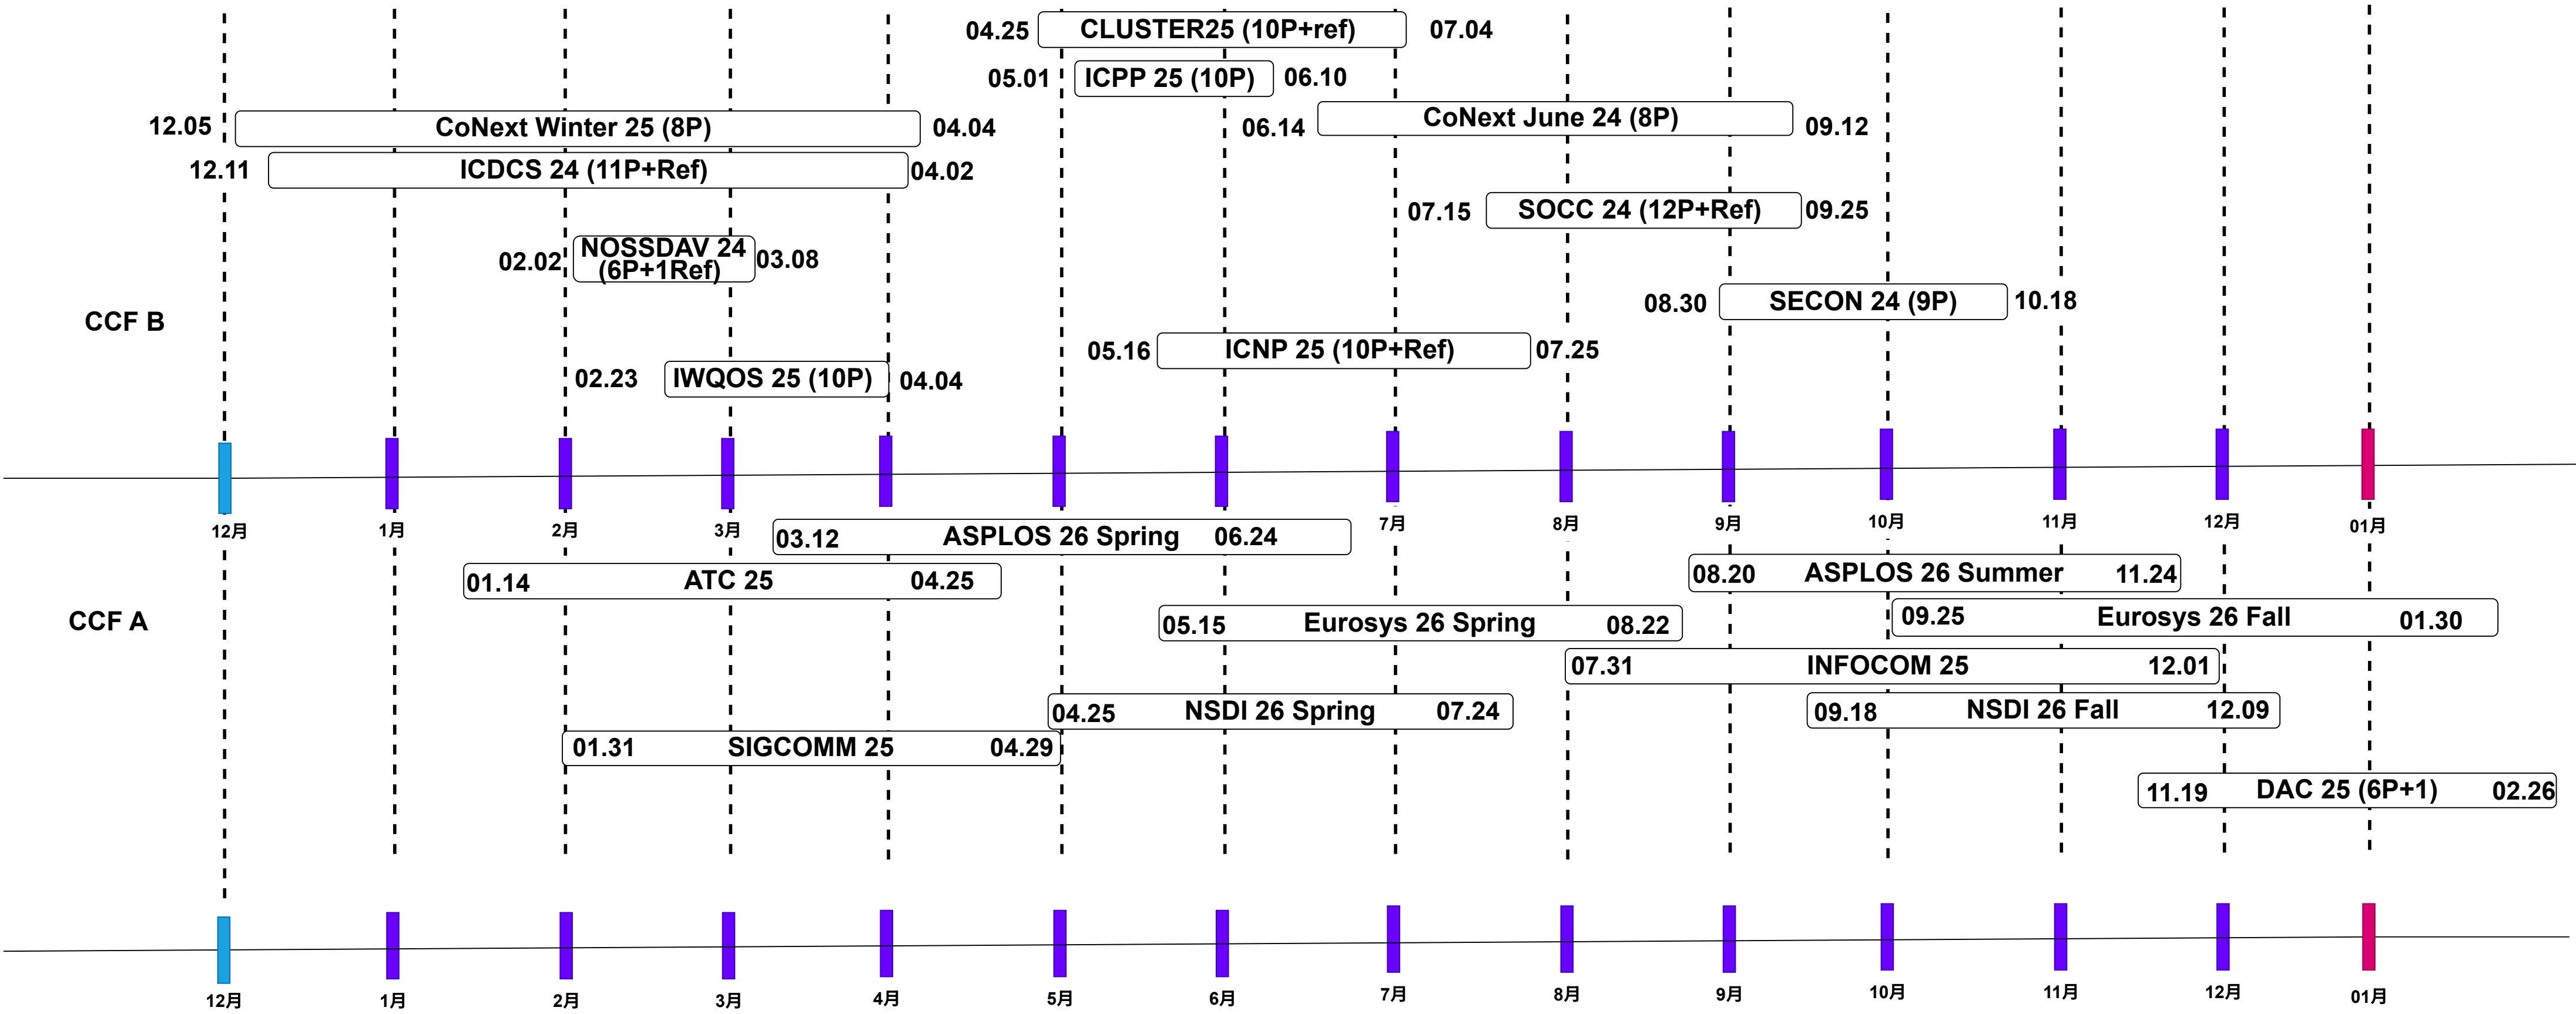 04.25 CLUSTER25 (10P+ref) 07.04
05.01 ICPP 25 (10P) 06.10
12.05 CoNext Winter 25 (8P) 04.04
06.14 CoNext June 24 (8P) 09.12
12.11 ICDCS 24 (11P+Ref) 04.02
07.15 SOCC 24 (12P+Ref) 09.25
02.02 NOSSDAV 24 03.08
(6P+1Ref)
08.30 SECON 24 (9P) 10.18
CCF B
05.16 ICNP 25 (10P+Ref) 07.25
02.23 IWQOS 25 (10P) 04.04
12月 1月 2月 3月 7月 8月 9月 10月 11月 12月 01月
03.12 ASPLOS 26 Spring 06.24
01.14 ATC 25 04.25
08.20 ASPLOS 26 Summer 11.24
CCF A
05.15 Eurosys 26 Spring 08.22
09.25 Eurosys 26 Fall 01.30
07.31 INFOCOM 25 12.01
04.25 NSDI 26 Spring 07.24
09.18 NSDI 26 Fall 12.09
01.31 SIGCOMM 25 04.29
11.19 DAC 25 (6P+1) 02.26
12月 1月 2月 3月 4月 5月 6月 7月 8月 9月 10月 11月 12月 01月